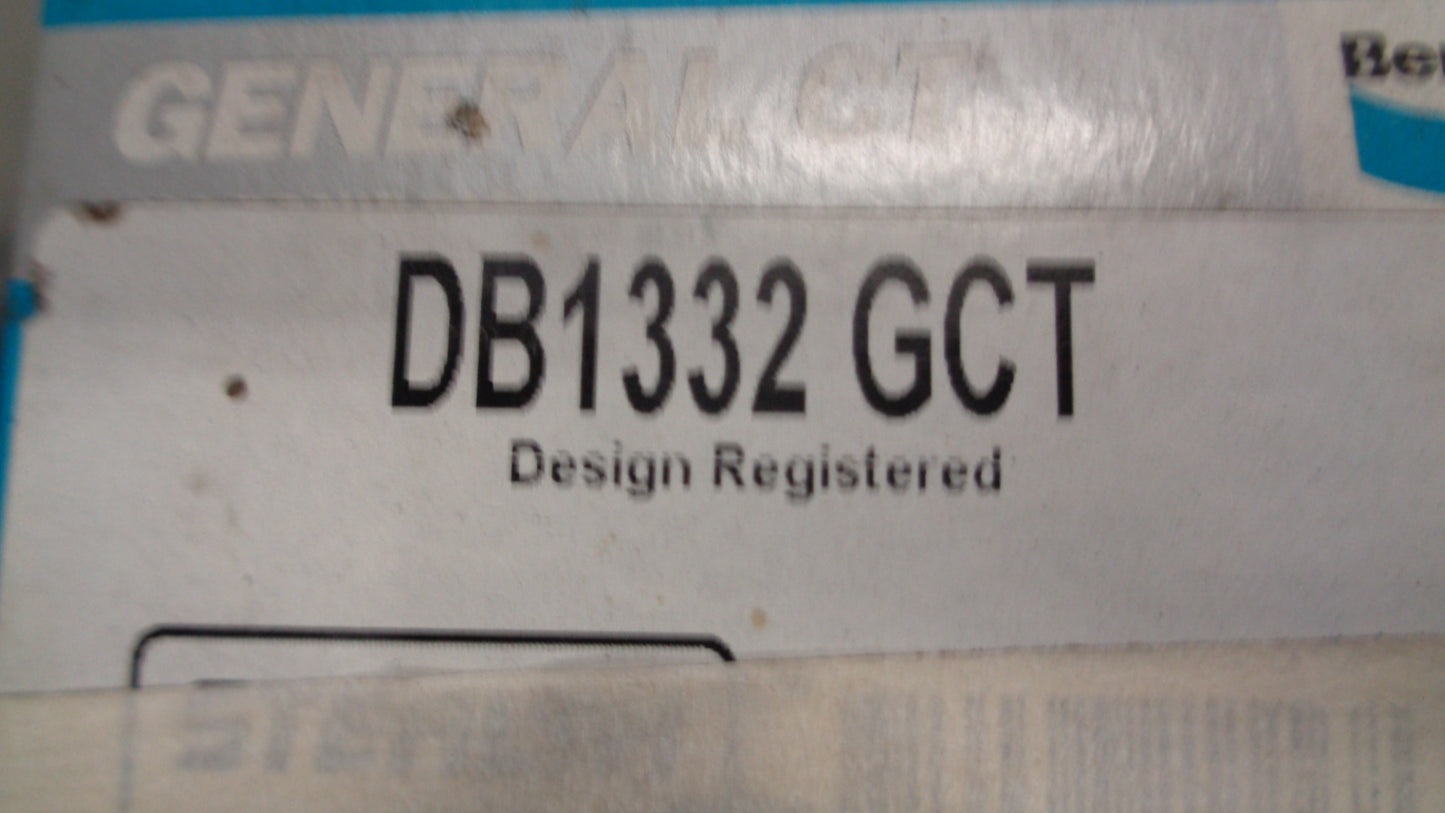 GENERAL CT
DB1332 GCT
Design Registered